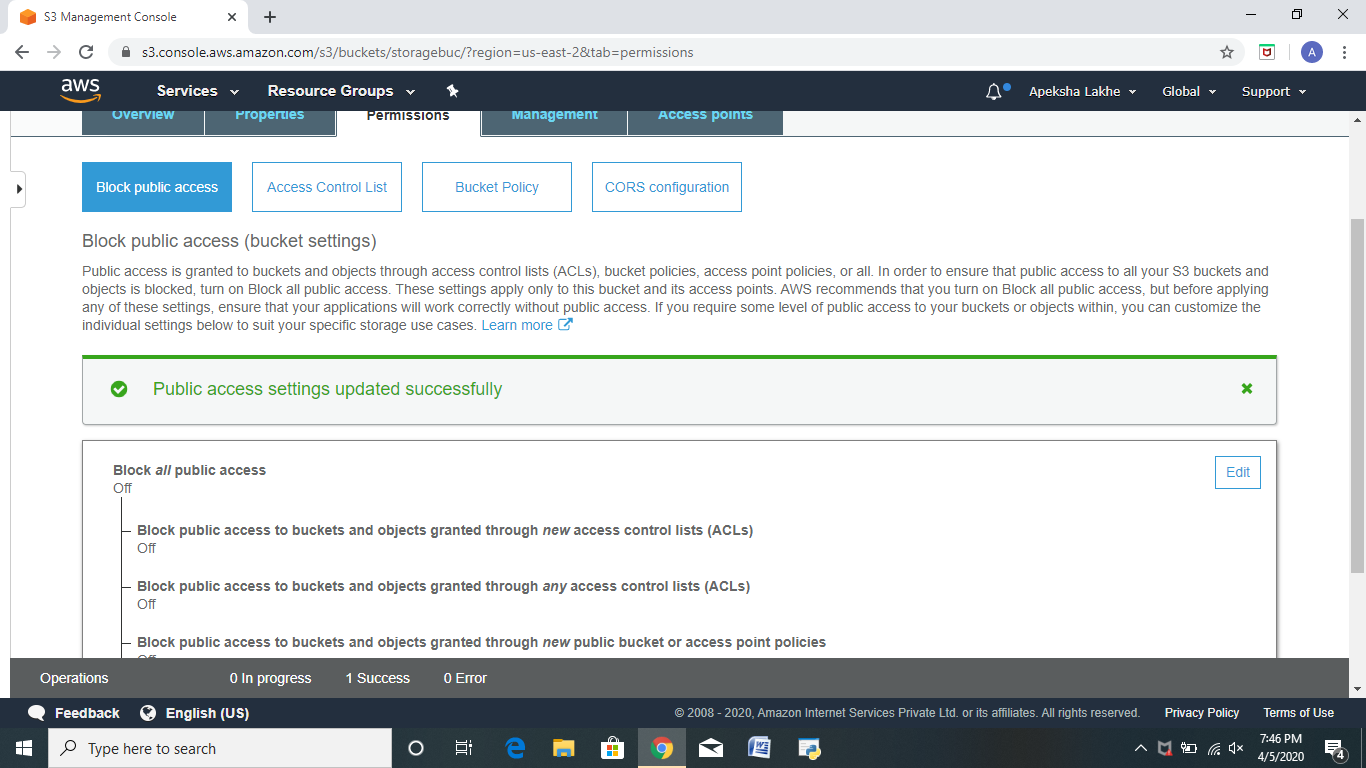 S3 Management Console
s3.console.aws.amazon.com/s3/buckets/storagebuc/?region=us-east-2&tab=permissions
A
aws
Services
Resource Groups
Apeksha Lakhe
Global
Support
Overview
Properties
Permissions
Management
Access points
Block public access
Access Control List
Bucket Policy
CORS configuration
Block public access (bucket settings)
Public access is granted to buckets and objects through access control lists (ACLs), bucket policies, access point policies, or all. In order to ensure that public access to all your S3 buckets and
objects is blocked, turn on Block all public access. These settings apply only to this bucket and its access points. AWS recommends that you turn on Block all public access, but before applying
any of these settings, ensure that your applications will work correctly without public access. If you require some level of public access to your buckets or objects within, you can customize the
individual settings below to suit your specific storage use cases. Learn more
Public access settings updated successfully
Block all public access
Edit
Off
Block public access to buckets and objects granted through new access control lists (ACLs)
Off
Block public access to buckets and objects granted through any access control lists (ACLs)
Off
Block public access to buckets and objects granted through new public bucket or access point policies
Off
Operations
0 In progress
1 Success
0 Error
Feedback
English (US)
© 2008 - 2020, Amazon Internet Services Private Ltd. or its affiliates. All rights reserved.
Privacy Policy
Terms of Use
Type here to search
7:46 PM
4/5/2020
4